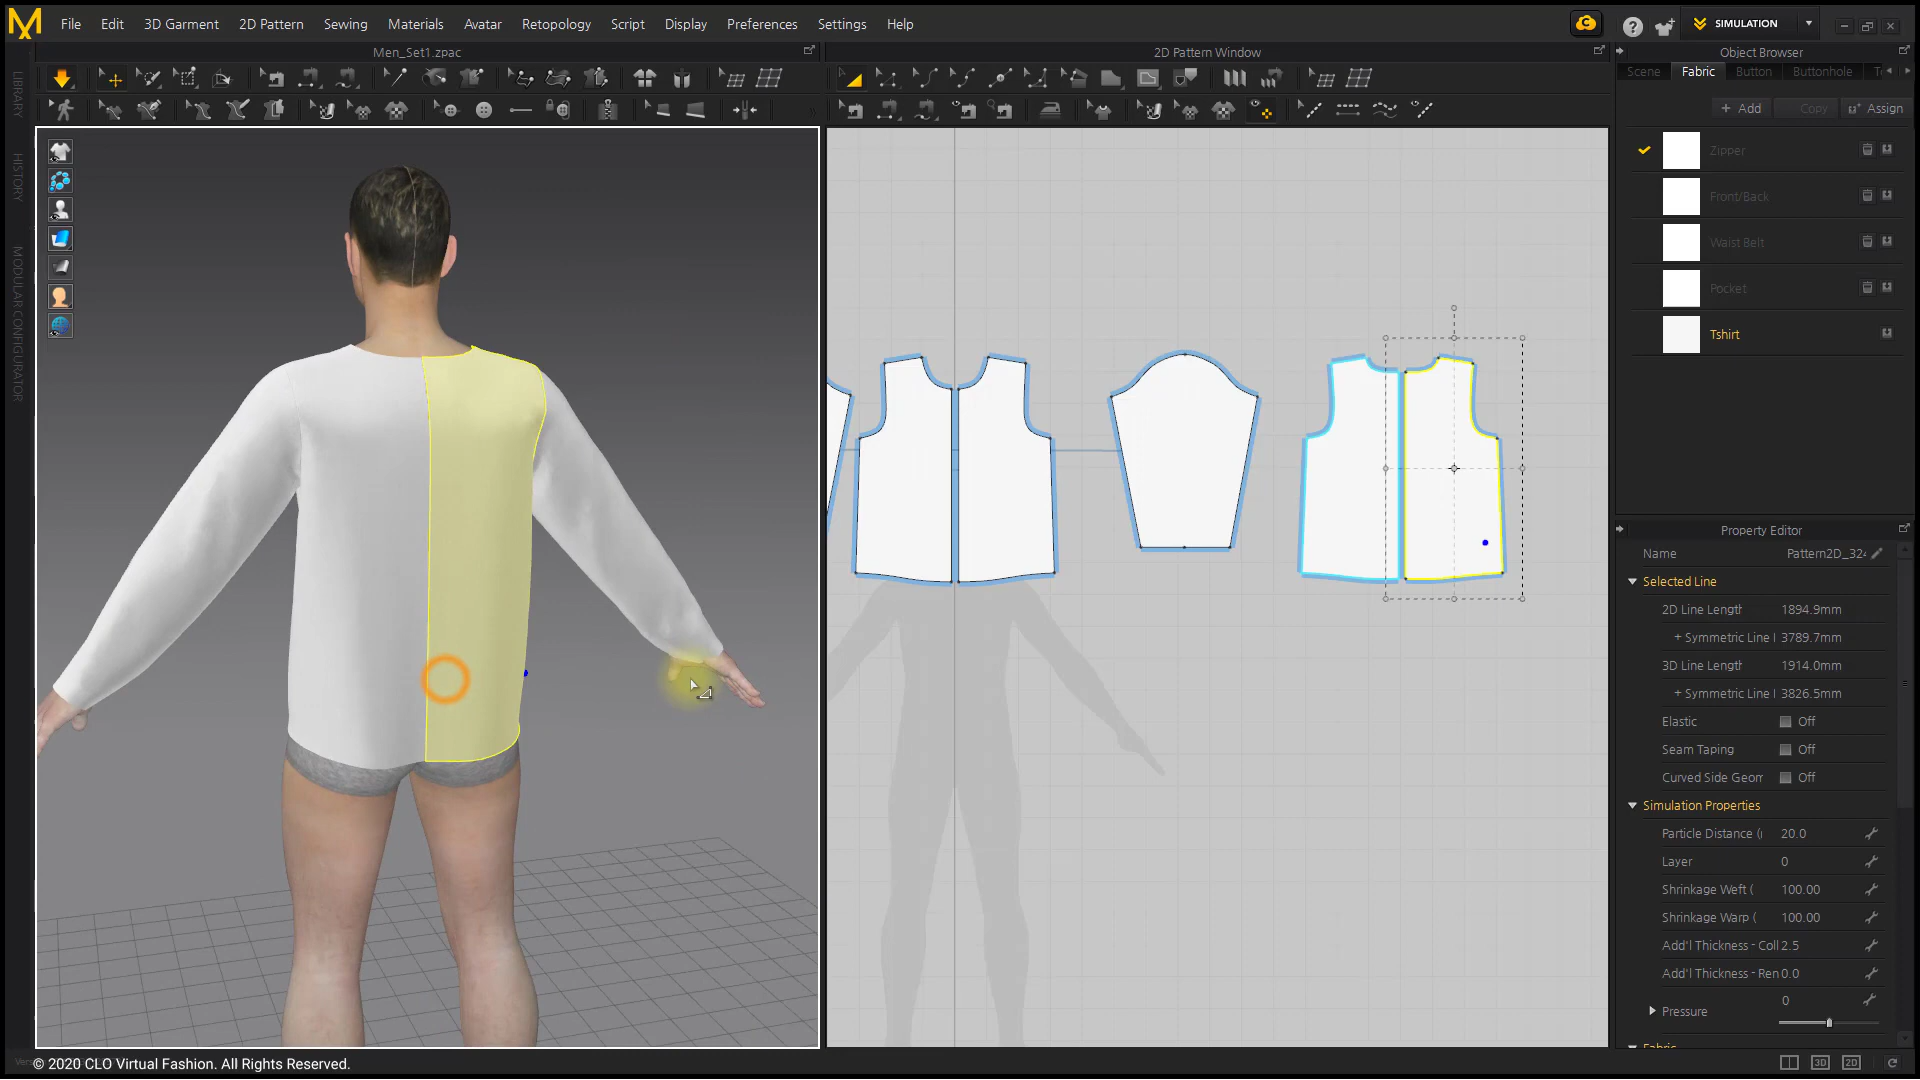 File Edit 3D Garment 2D Pattern Sewing Materials Avatar Retopology Script Display Preferences Settings Help
SIMULATION
Men_Set1.zpac
2D Pattern Window
Object Browser
Scene Fabric Button Buttonhole
+ Add Copy Assign
LIBRARY
HISTORY
MODULAR CONFIGURATOR
Zipper
Front/Back
Waist Belt
Pocket
Tshirt
Property Editor
Name Pattern2D_324
Selected Line
2D Line Length 1894.9mm
+ Symmetric Line 3789.7mm
3D Line Length 1914.0mm
+ Symmetric Line 3826.5mm
Elastic Off
Seam Taping Off
Curved Side Geom Off
Simulation Properties
Particle Distance ( 20.0
Layer 0
Shrinkage Weft ( 100.00
Shrinkage Warp ( 100.00
Add'l Thickness - Coll 2.5
Add'l Thickness - Ren 0.0
Pressure 0
Fabric
© 2020 CLO Virtual Fashion. All Rights Reserved.
3D 2D